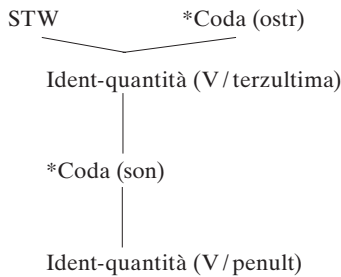 STW *Coda (ostr)
Ident-quantità (V/terzultima)
*Coda (son)
Ident-quantità (V/penult)